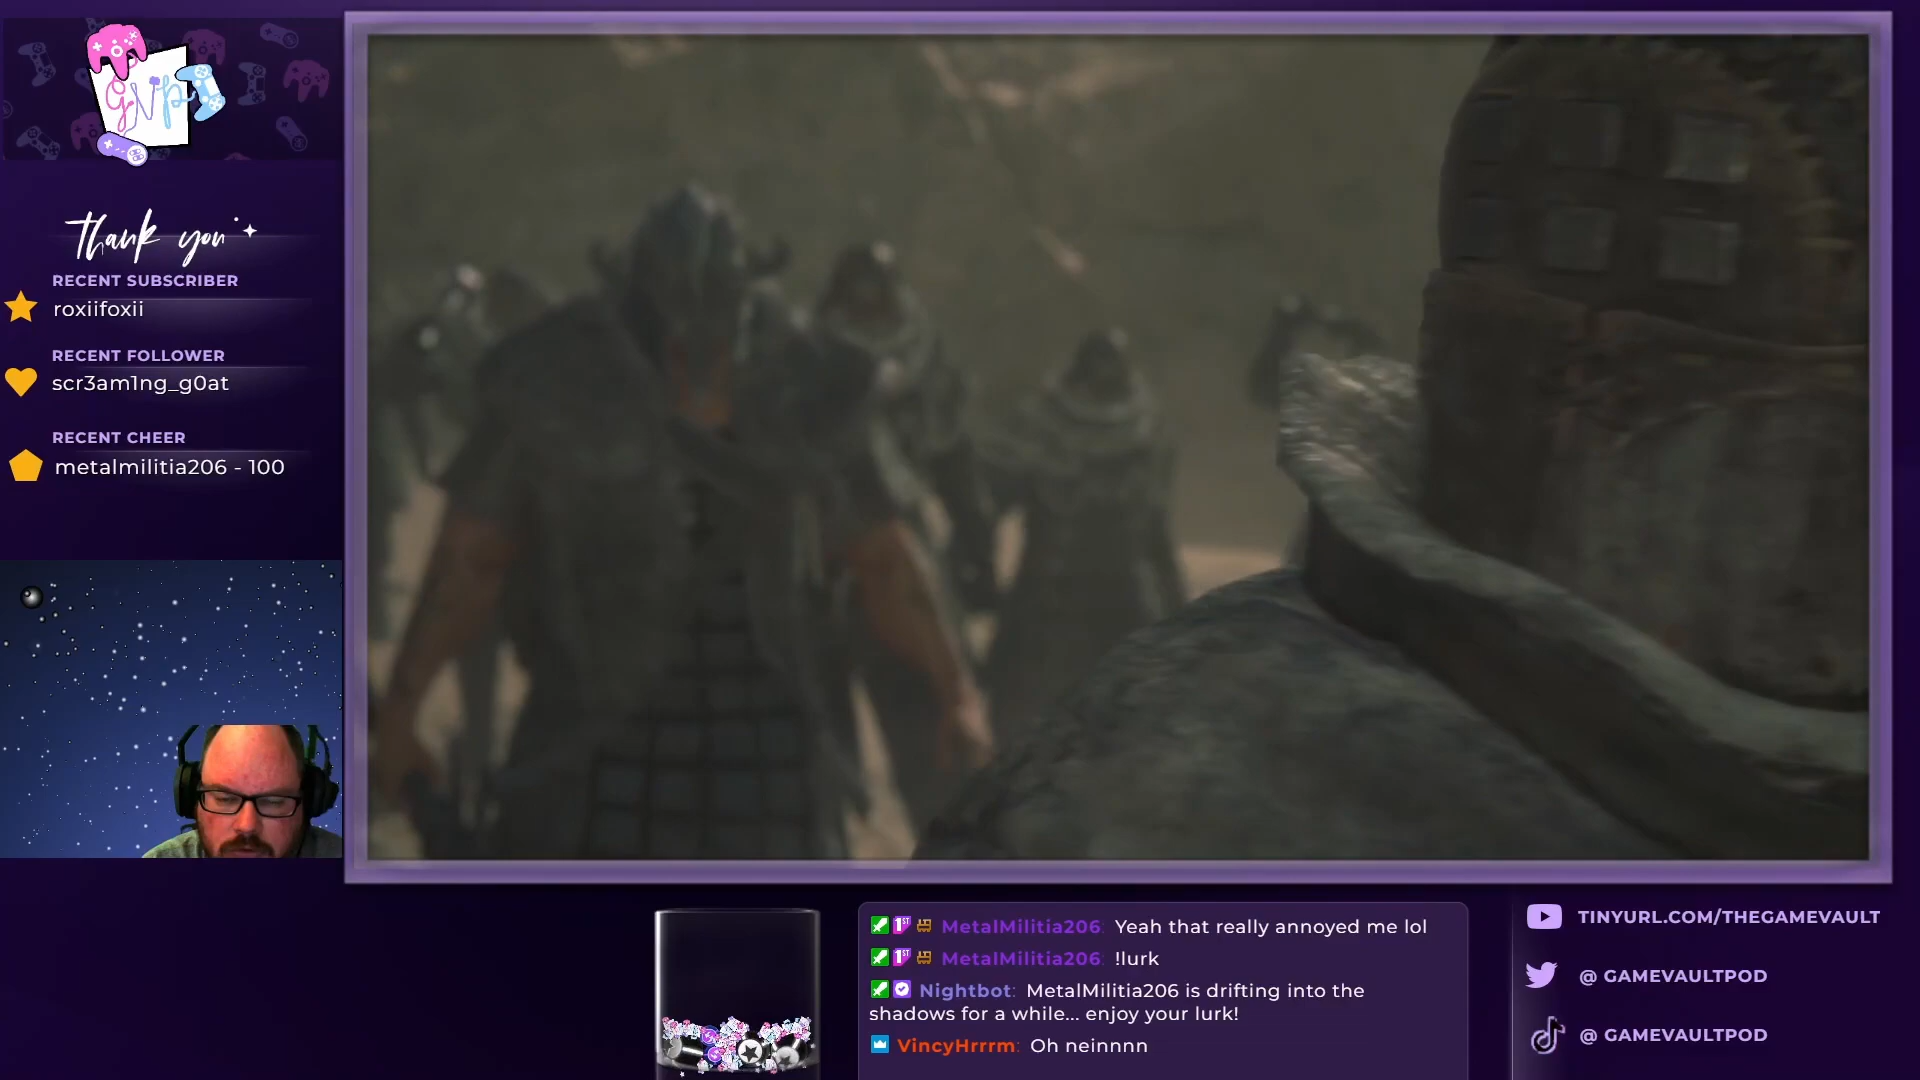 gvp
Thank you
RECENT SUBSCRIBER
roxiifoxii
RECENT FOLLOWER
scr3am1ng_g0at
RECENT CHEER
metalmilitia206 - 100
MetalMilitia206: Yeah that really annoyed me lol
MetalMilitia206: !lurk
Nightbot: MetalMilitia206 is drifting into the
shadows for a while... enjoy your lurk!
VincyHrrrm: Oh neinnnn
TINYURL.COM/THEGAMEVAULT
@ GAMEVAULTPOD
@ GAMEVAULTPOD